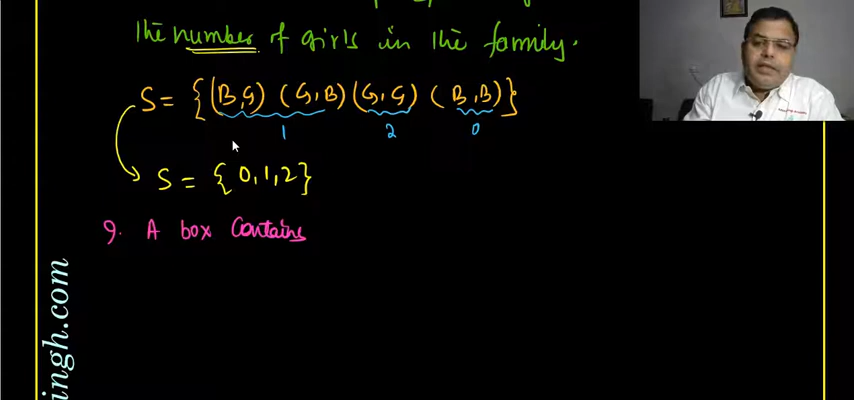 the number of girls in the family.
S = {(B,G) (G,B) (G,G) (B,B)}
1 2 0
S = {0,1,2}
9. A box Contains
ingh.com